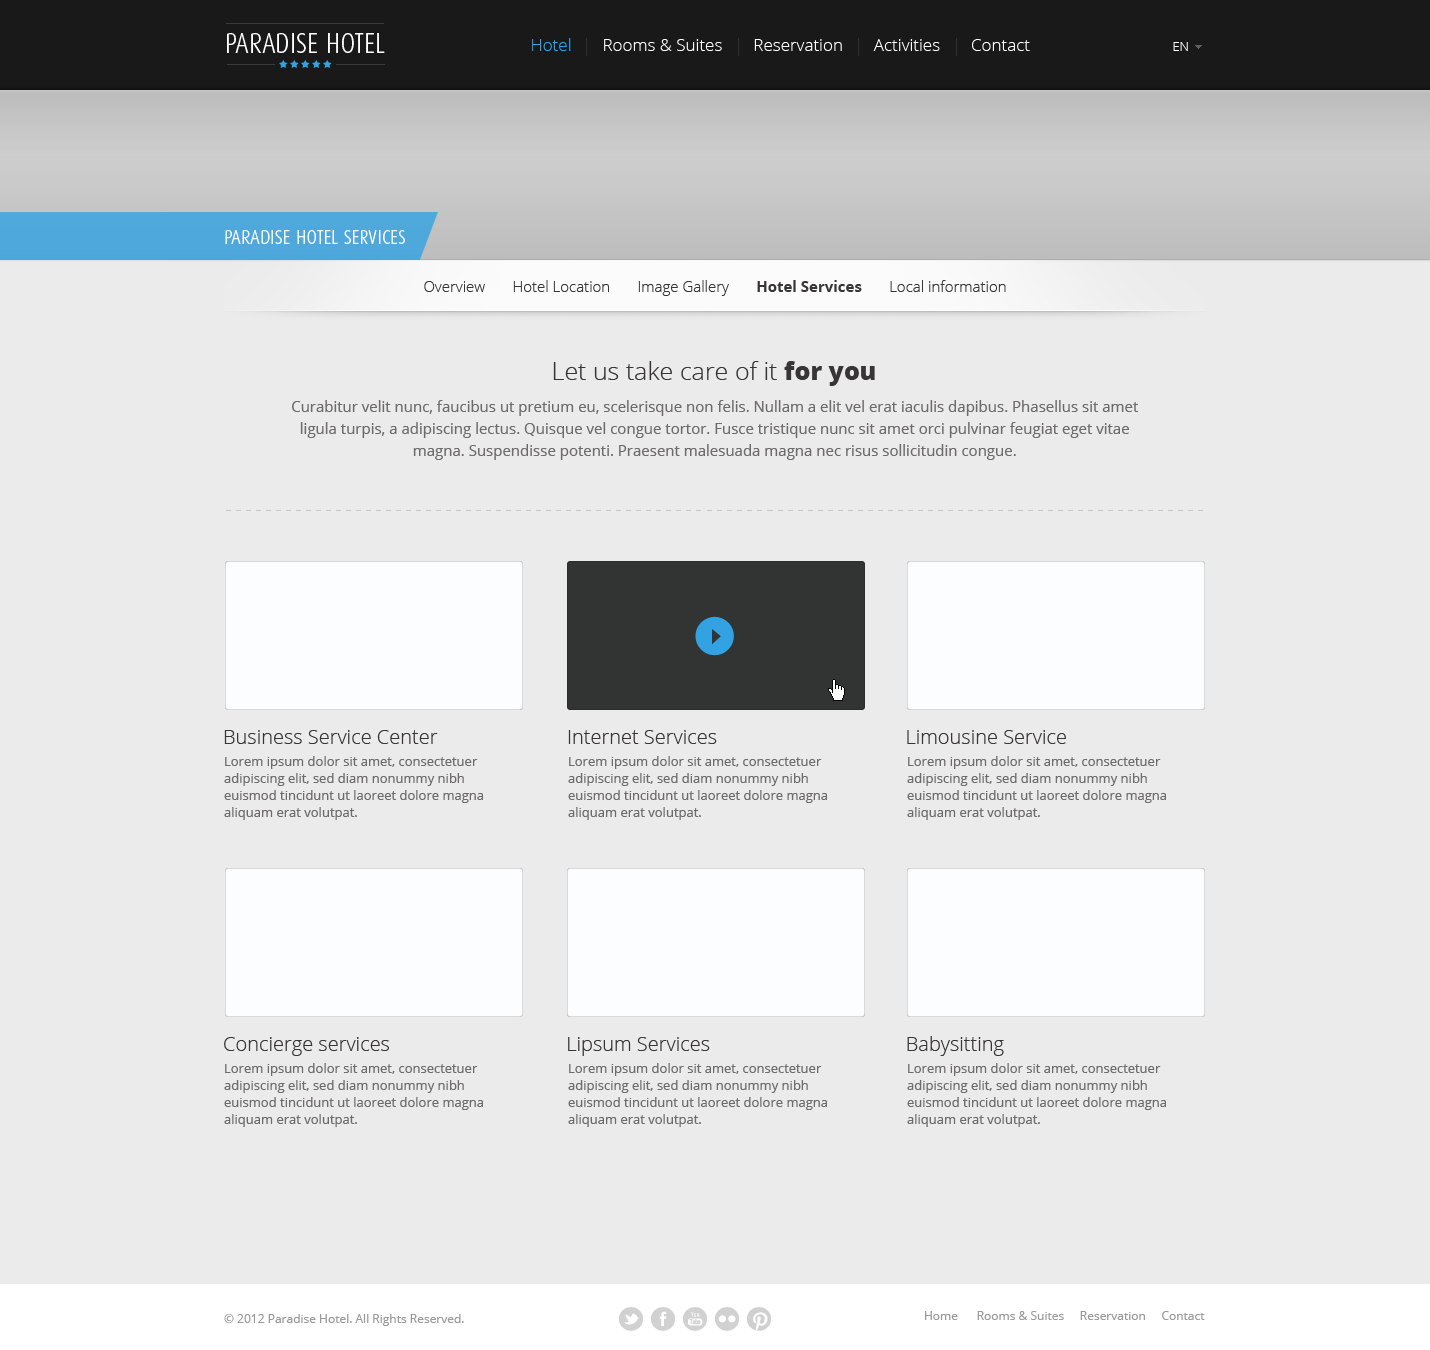 PARADISE HOTEL
Hotel
Rooms & Suites
Reservation
Activities
Contact
EN
PARADISE HOTEL SERVICES
Overview
Hotel Location
Image Gallery
Hotel Services
Local information
Let us take care of it for you
Curabitur velit nunc, faucibus ut pretium eu, scelerisque non felis. Nullam a elit vel erat iaculis dapibus. Phasellus sit amet
ligula turpis, a adipiscing lectus. Quisque vel congue tortor. Fusce tristique nunc sit amet orci pulvinar feugiat eget vitae
magna. Suspendisse potenti. Praesent malesuada magna nec risus sollicitudin congue.
Business Service Center
Lorem ipsum dolor sit amet, consectetuer
adipiscing elit, sed diam nonummy nibh
euismod tincidunt ut laoreet dolore magna
aliquam erat volutpat.
Internet Services
Lorem ipsum dolor sit amet, consectetuer
adipiscing elit, sed diam nonummy nibh
euismod tincidunt ut laoreet dolore magna
aliquam erat volutpat.
Limousine Service
Lorem ipsum dolor sit amet, consectetuer
adipiscing elit, sed diam nonummy nibh
euismod tincidunt ut laoreet dolore magna
aliquam erat volutpat.
Concierge services
Lorem ipsum dolor sit amet, consectetuer
adipiscing elit, sed diam nonummy nibh
euismod tincidunt ut laoreet dolore magna
aliquam erat volutpat.
Lipsum Services
Lorem ipsum dolor sit amet, consectetuer
adipiscing elit, sed diam nonummy nibh
euismod tincidunt ut laoreet dolore magna
aliquam erat volutpat.
Babysitting
Lorem ipsum dolor sit amet, consectetuer
adipiscing elit, sed diam nonummy nibh
euismod tincidunt ut laoreet dolore magna
aliquam erat volutpat.
© 2012 Paradise Hotel. All Rights Reserved.
You
Tube
Home
Rooms & Suites
Reservation
Contact